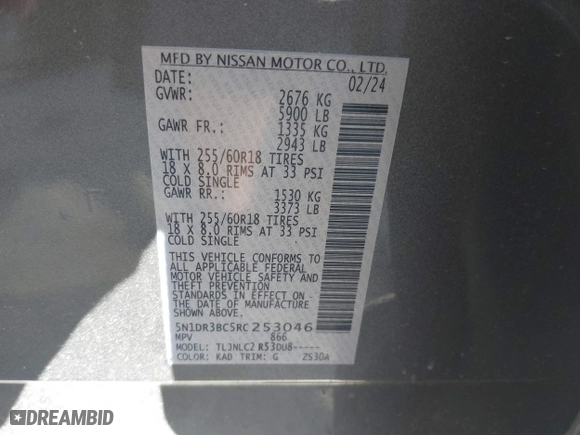 MFD BY NISSAN MOTOR CO., LTD.
DATE: 02/24
GVWR: 2676 KG
5900 LB
GAWR FR.: 1335 KG
2943 LB
WITH 255/60R18 TIRES
18 X 8.0 RIMS AT 33 PSI
COLD SINGLE
GAWR RR.: 1530 KG
3373 LB
WITH 255/60R18 TIRES
18 X 8.0 RIMS AT 33 PSI
COLD SINGLE
THIS VEHICLE CONFORMS TO
ALL APPLICABLE FEDERAL
MOTOR VEHICLE SAFETY AND
THEFT PREVENTION
STANDARDS IN EFFECT ON
THE DATE OF MANUFACTURE
SHOWN ABOVE.
5N1DR3BC5RC253046
MPV 866
MODEL: TLJNLC2 R53DU8-----
COLOR: KAD TRIM: G ZS30A
DREAMBID